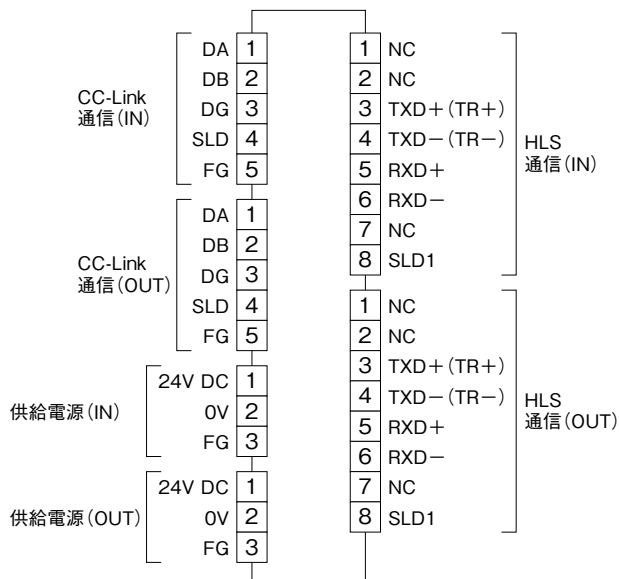 CC-Link
通信(IN)
DA 1
DB 2
DG 3
SLD 4
FG 5
CC-Link
通信(OUT)
DA 1
DB 2
DG 3
SLD 4
FG 5
供給電源(IN)
24V DC 1
0V 2
FG 3
供給電源(OUT)
24V DC 1
0V 2
FG 3
1 NC
2 NC
3 TXD+(TR+)
4 TXD−(TR−)
5 RXD+
6 RXD−
7 NC
8 SLD1
HLS
通信(IN)
1 NC
2 NC
3 TXD+(TR+)
4 TXD−(TR−)
5 RXD+
6 RXD−
7 NC
8 SLD1
HLS
通信(OUT)